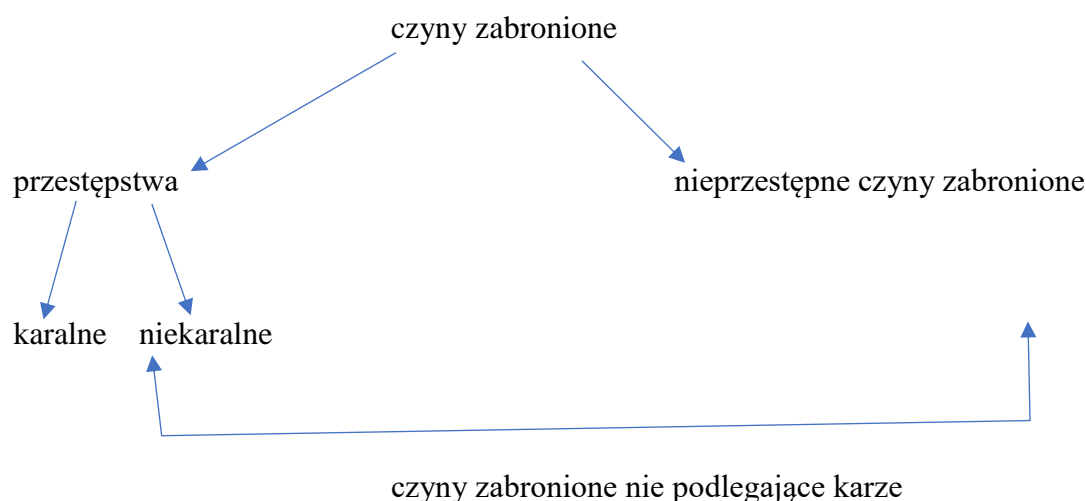 czyny zabronione
przestępstwa nieprzestępne czyny zabronione
karalne niekaralne
czyny zabronione nie podlegające karze